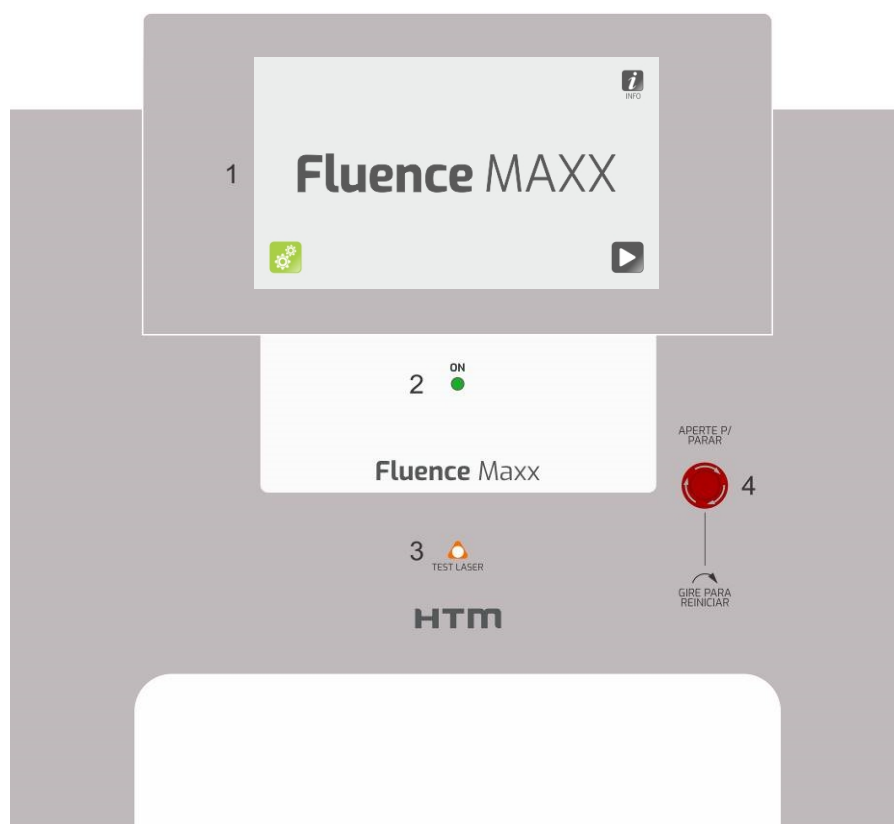 i
INFO
1
Fluence MAXX
ON
2
APERTE P/
PARAR
Fluence Maxx
4
3
TEST LASER
GIRE PARA
REINICIAR
HTM